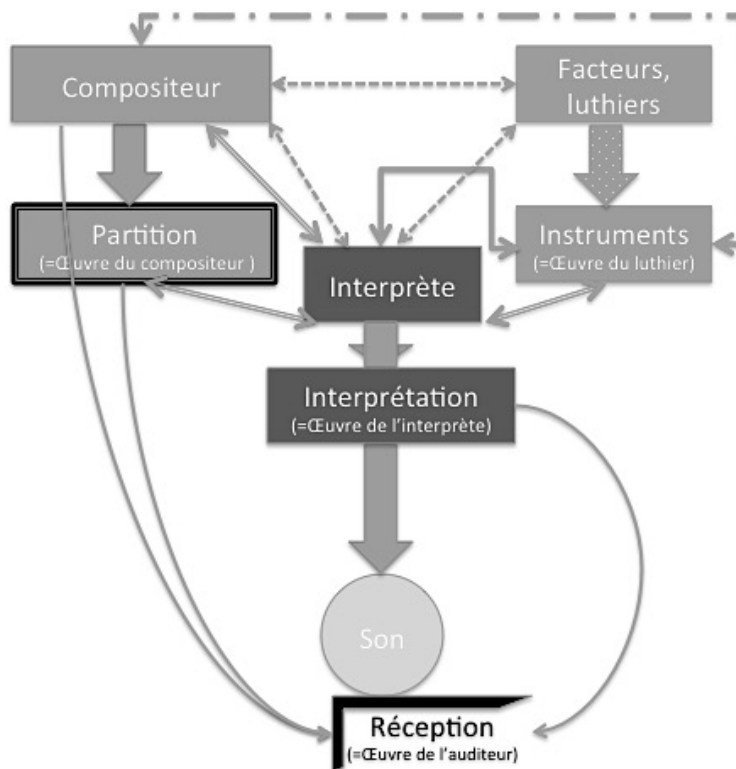 Compositeur
Facteurs,
luthiers
Partition
(=Œuvre du compositeur )
Instruments
(=Œuvre du luthier)
Interprète
Interprétation
(=Œuvre de l’interprète)
Son
Réception
(=Œuvre de l’auditeur)